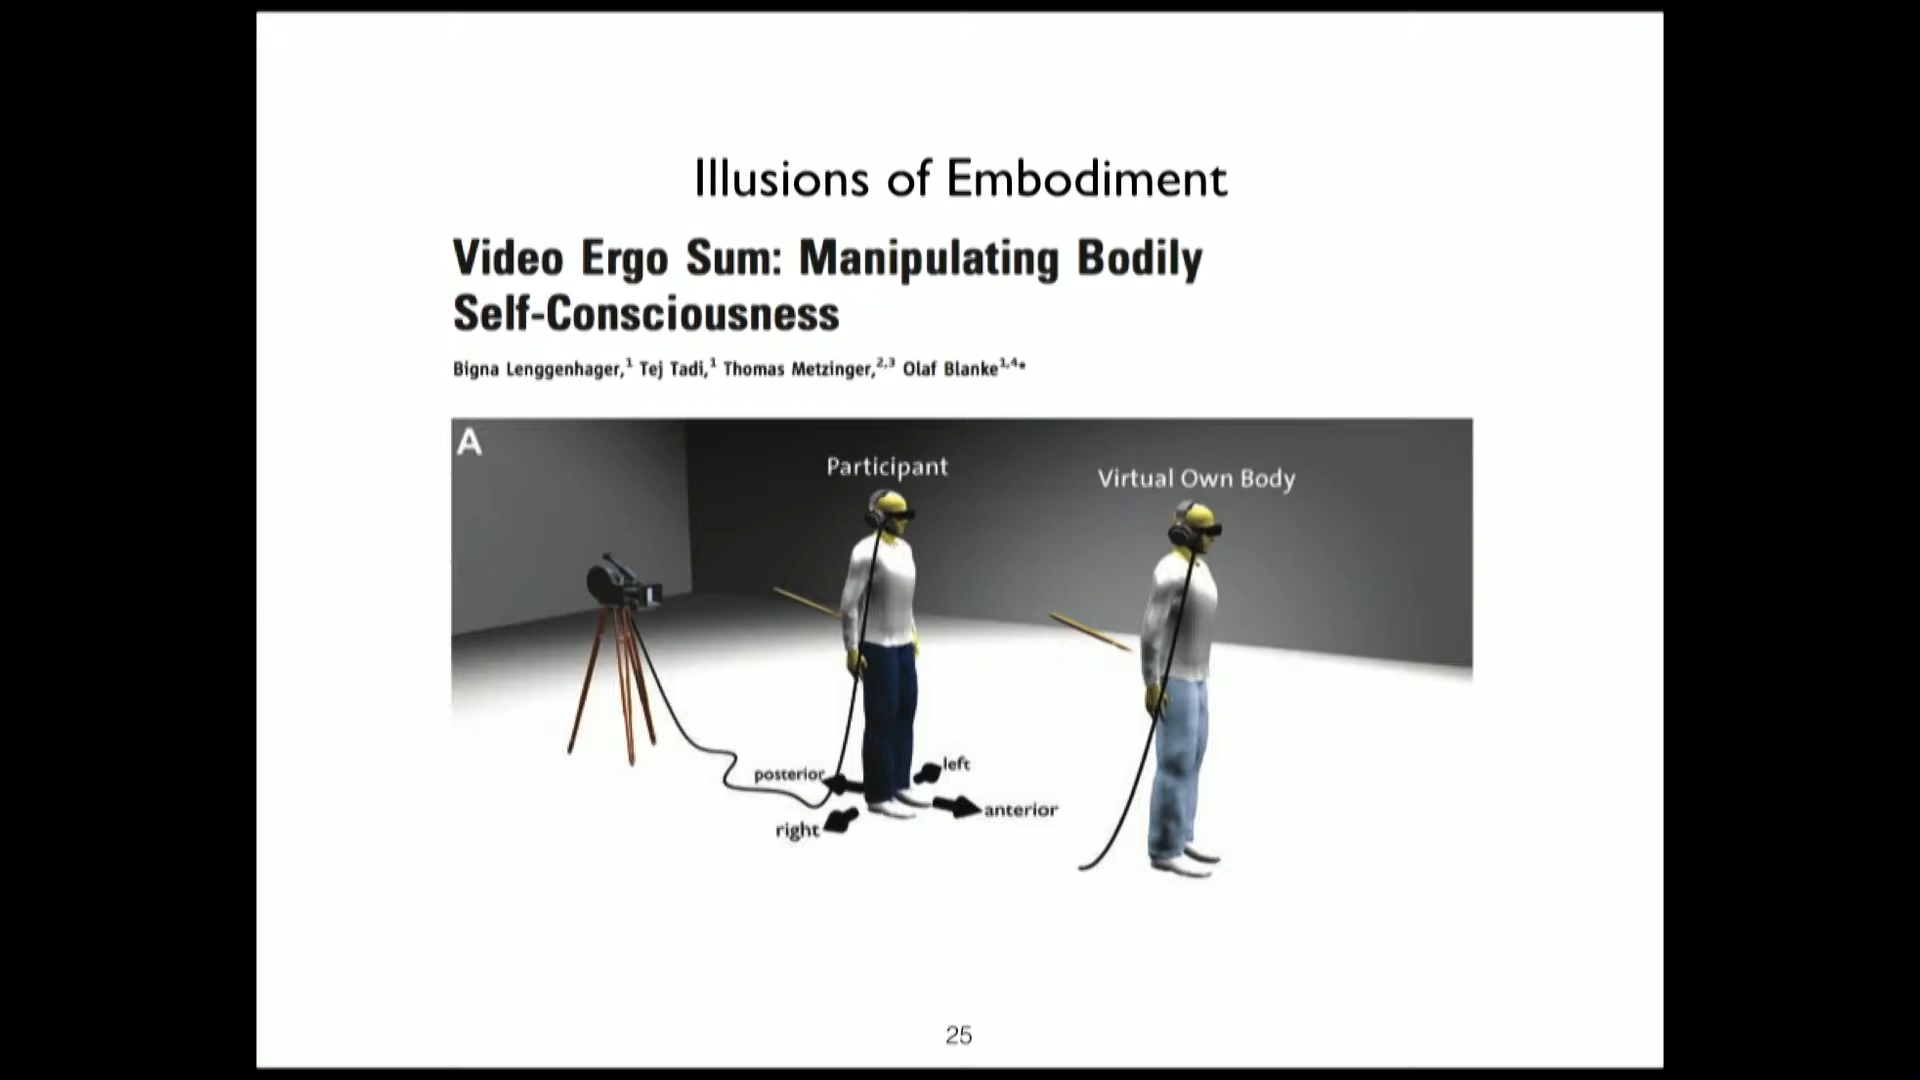 Illusions of Embodiment
Video Ergo Sum: Manipulating Bodily
Self-Consciousness
Bigna Lenggenhager,¹ Tej Tadi,¹ Thomas Metzinger,²,³ Olaf Blanke¹,⁴*
A
Participant
Virtual Own Body
left
posterior
anterior
right
25